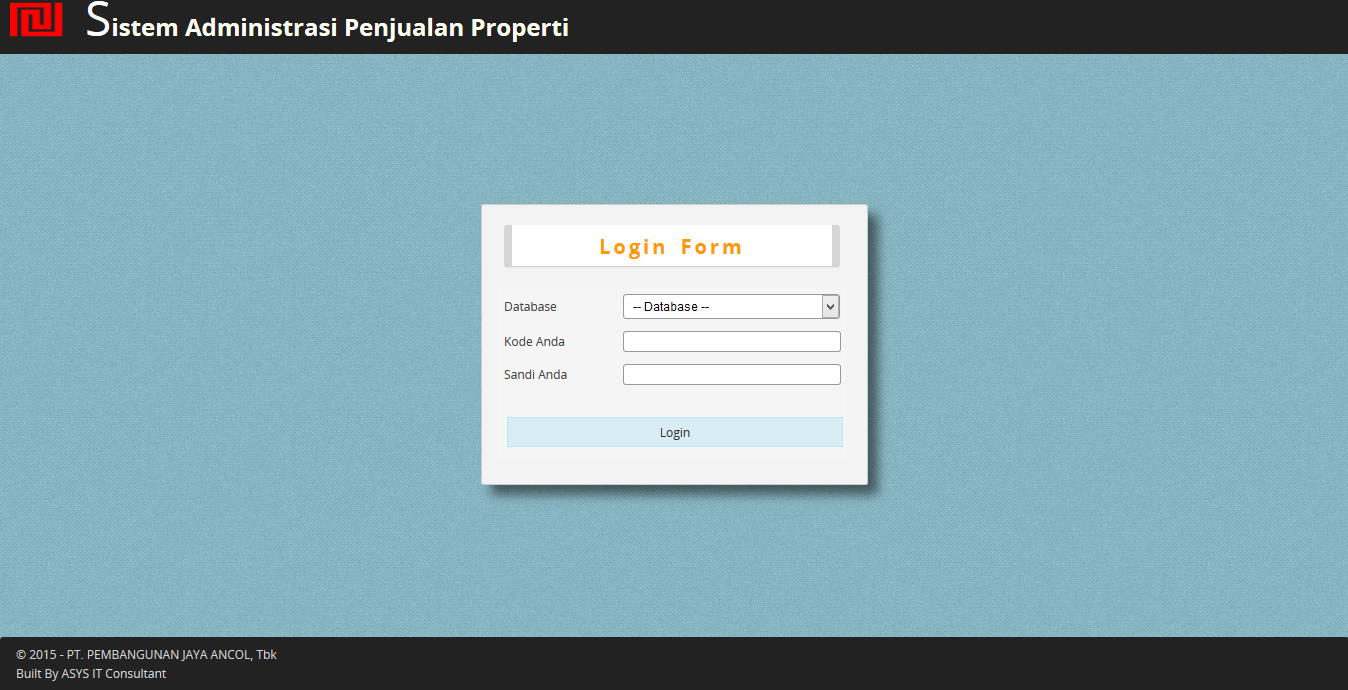 Sistem Administrasi Penjualan Properti
Login Form
Database -- Database --
Kode Anda
Sandi Anda
Login
© 2015 - PT. PEMBANGUNAN JAYA ANCOL, Tbk
Built By ASYS IT Consultant